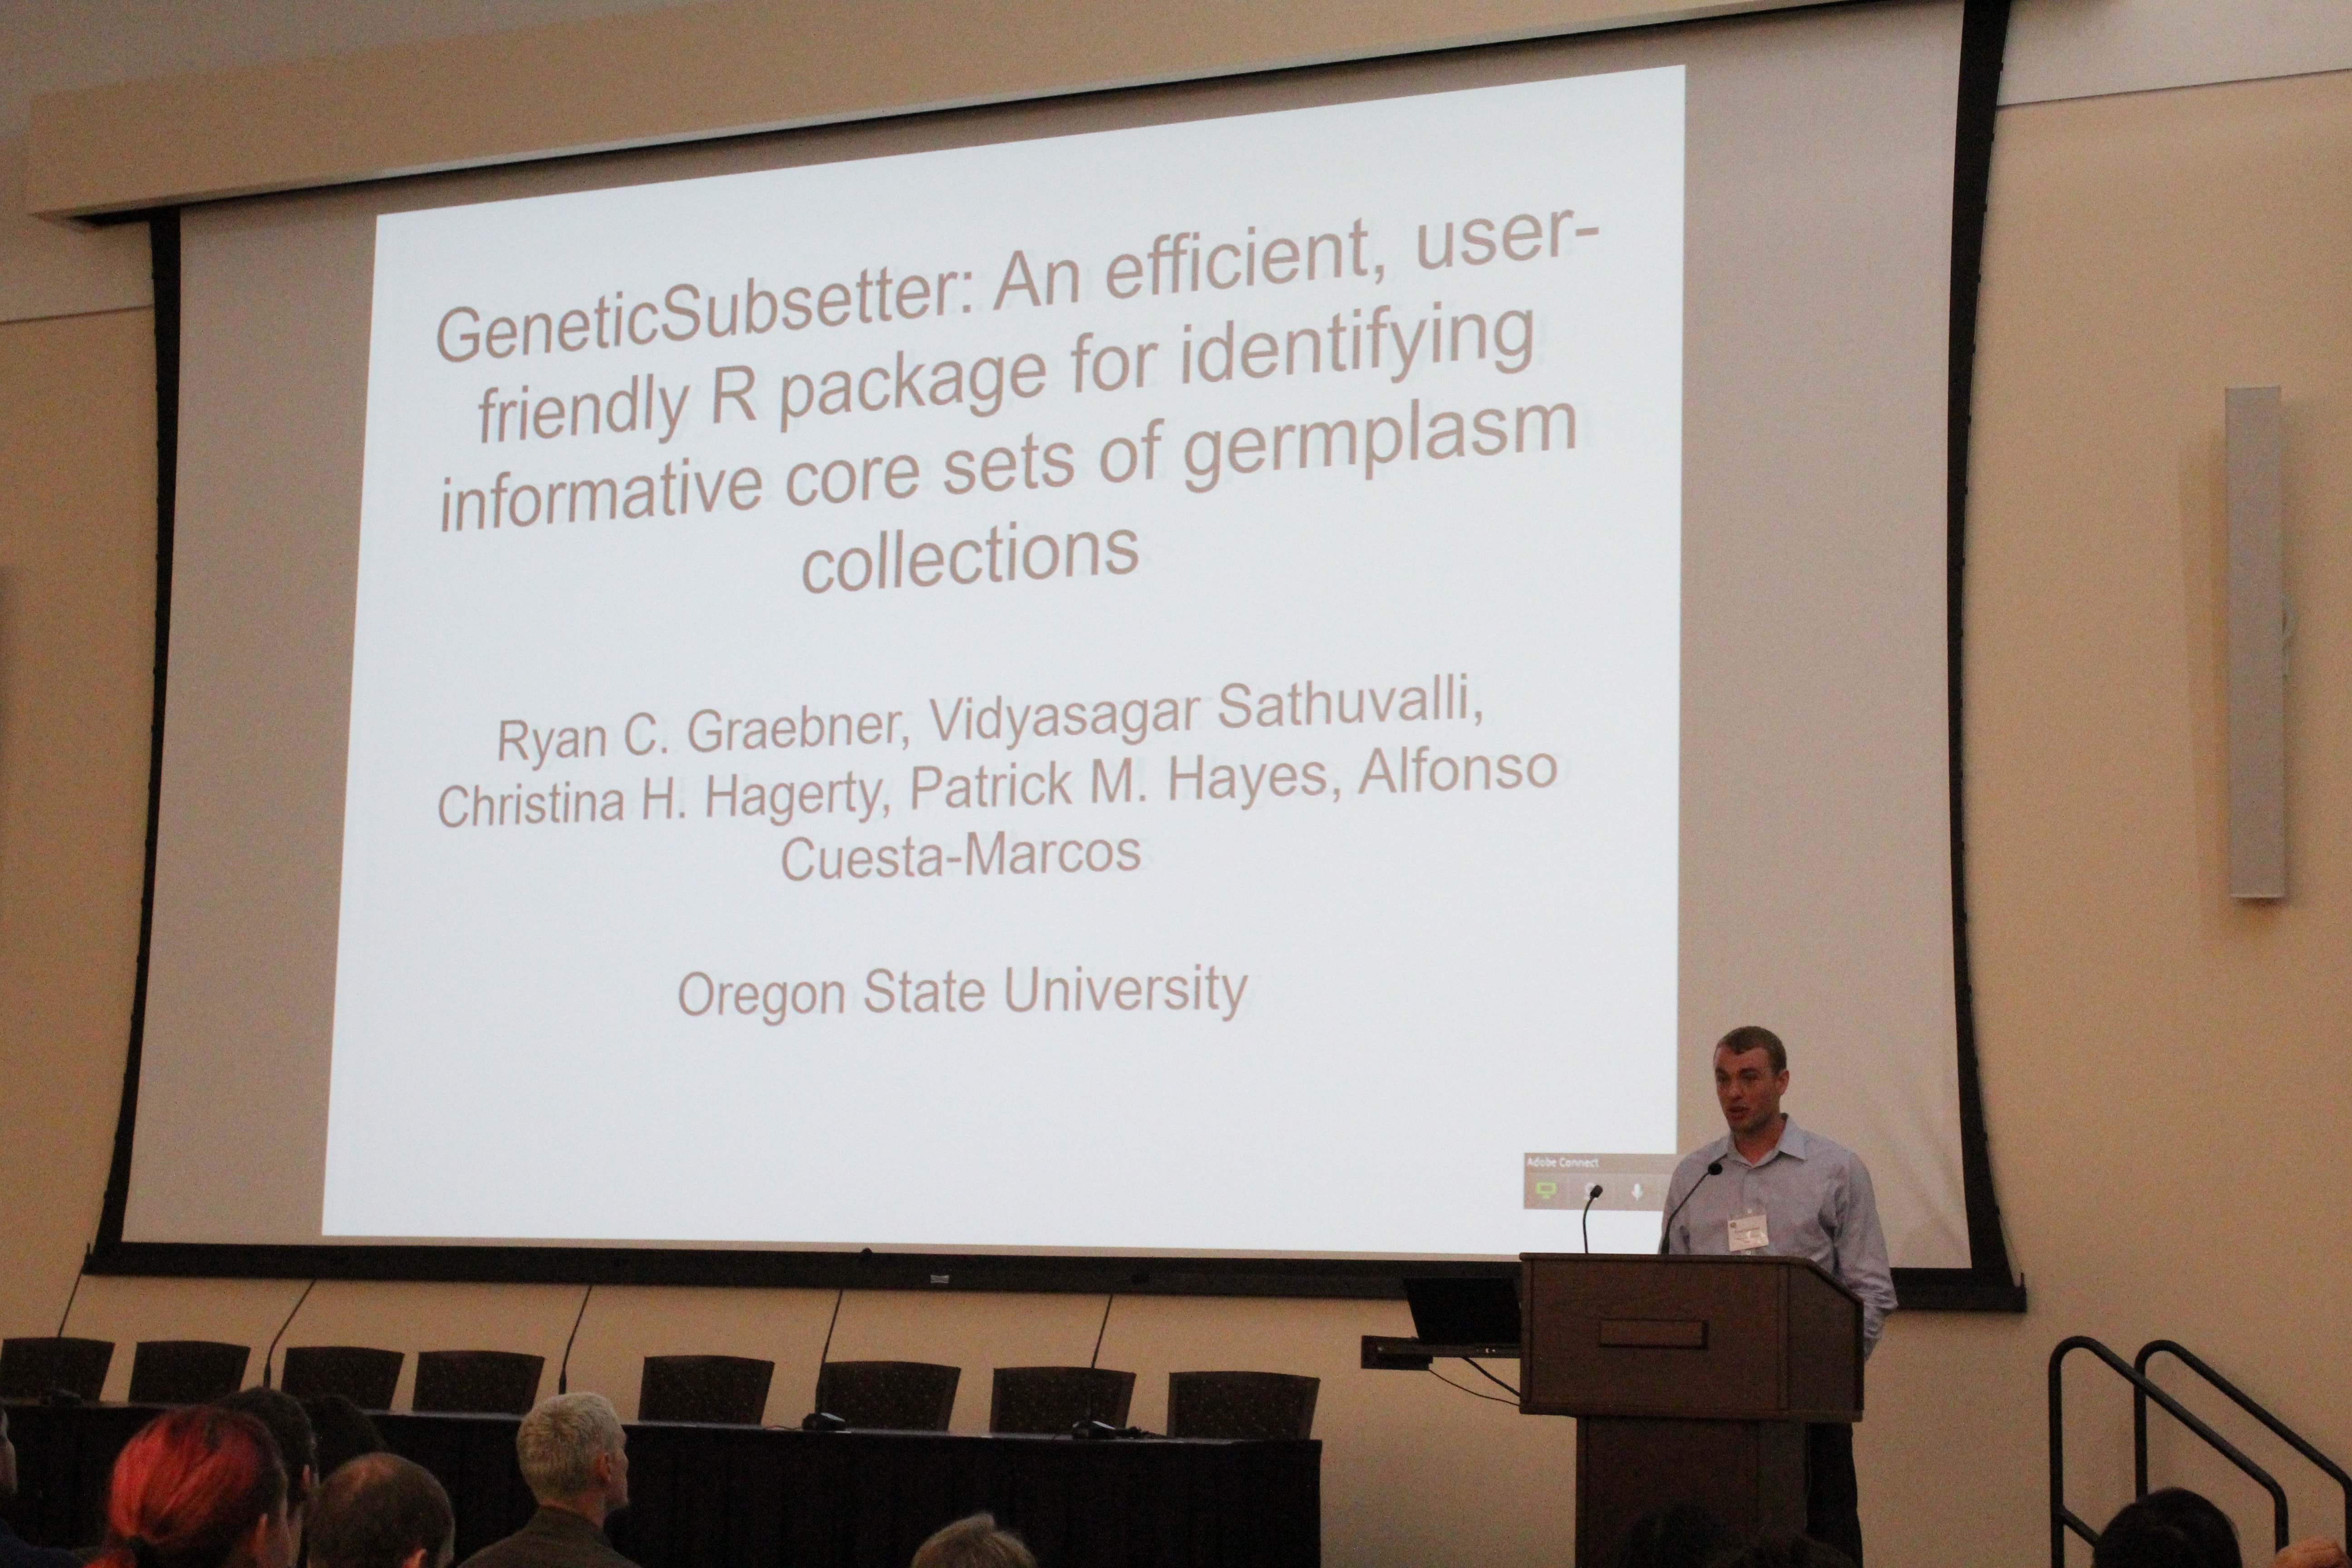 GeneticSubsetter: An efficient, user-
friendly R package for identifying
informative core sets of germplasm
collections
Ryan C. Graebner, Vidyasagar Sathuvalli,
Christina H. Hagerty, Patrick M. Hayes, Alfonso
Cuesta-Marcos
Oregon State University
Adobe Connect